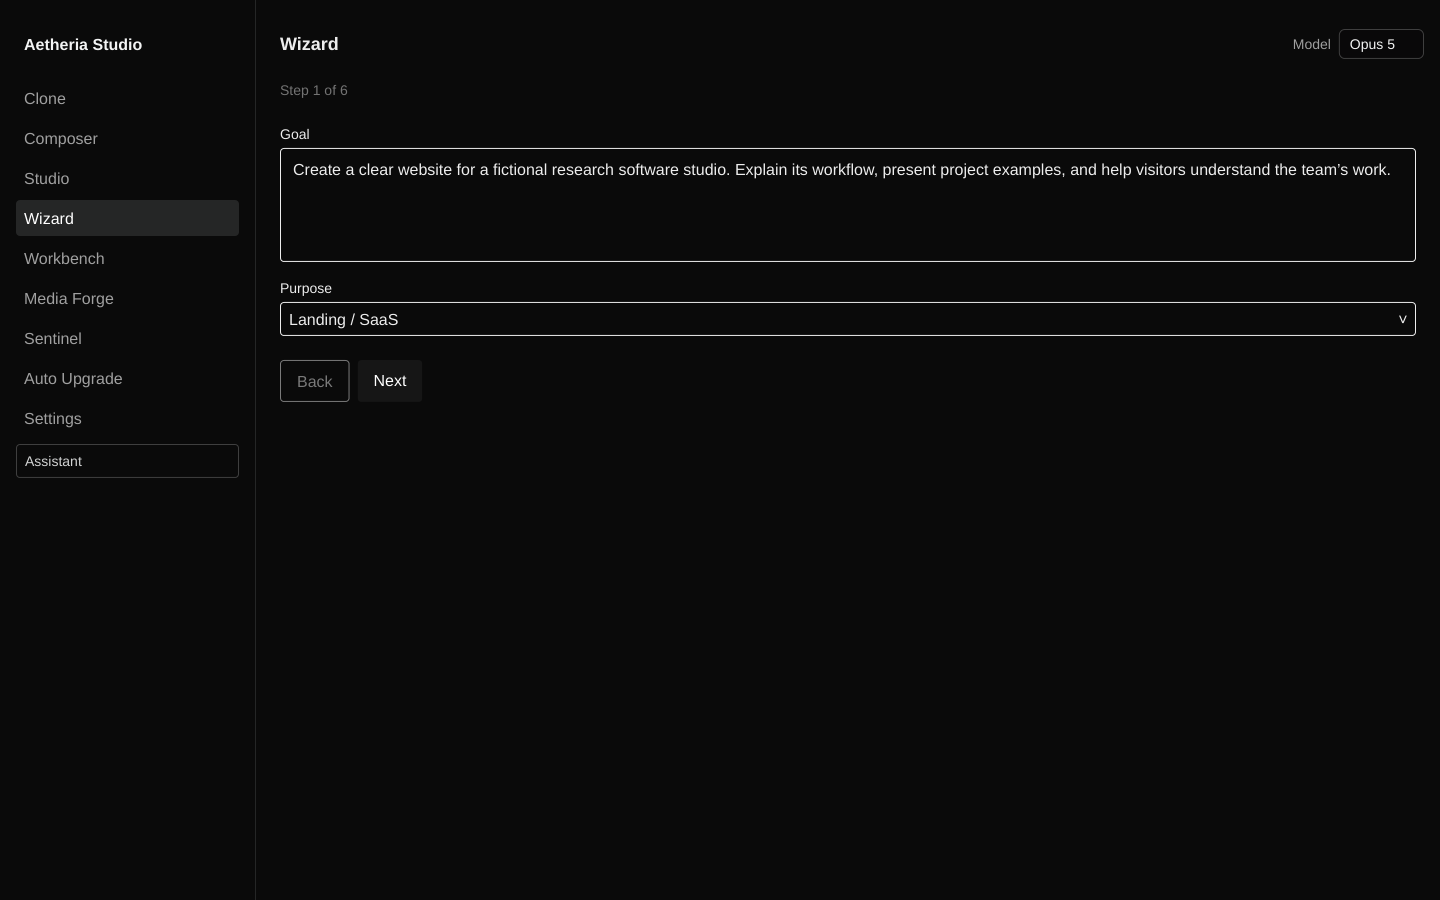 Aetheria Studio
Clone
Composer
Studio
Wizard
Workbench
Media Forge
Sentinel
Auto Upgrade
Settings
Assistant
Wizard
Model
Opus 5
Step 1 of 6
Goal
Create a clear website for a fictional research software studio. Explain its workflow, present project examples, and help visitors understand the team’s work.
Purpose
Landing / SaaS
Back
Next